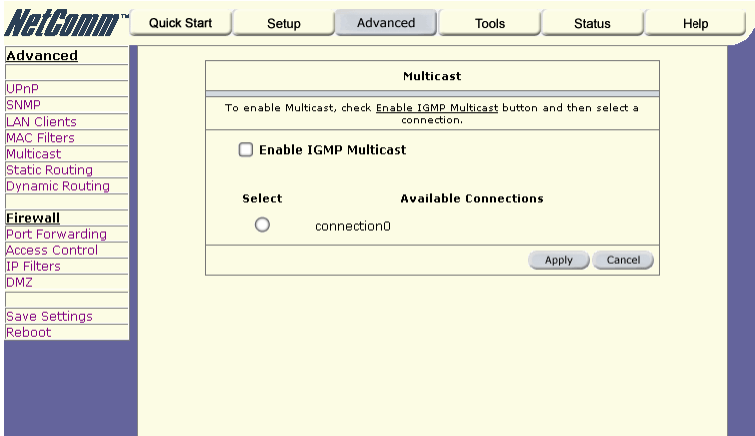 NetComm™
Quick Start
Setup
Advanced
Tools
Status
Help
Advanced
UPnP
SNMP
LAN Clients
MAC Filters
Multicast
Static Routing
Dynamic Routing
Firewall
Port Forwarding
Access Control
IP Filters
DMZ
Save Settings
Reboot
Multicast
To enable Multicast, check Enable IGMP Multicast button and then select a
connection.
Enable IGMP Multicast
Select Available Connections
connection0
Apply Cancel